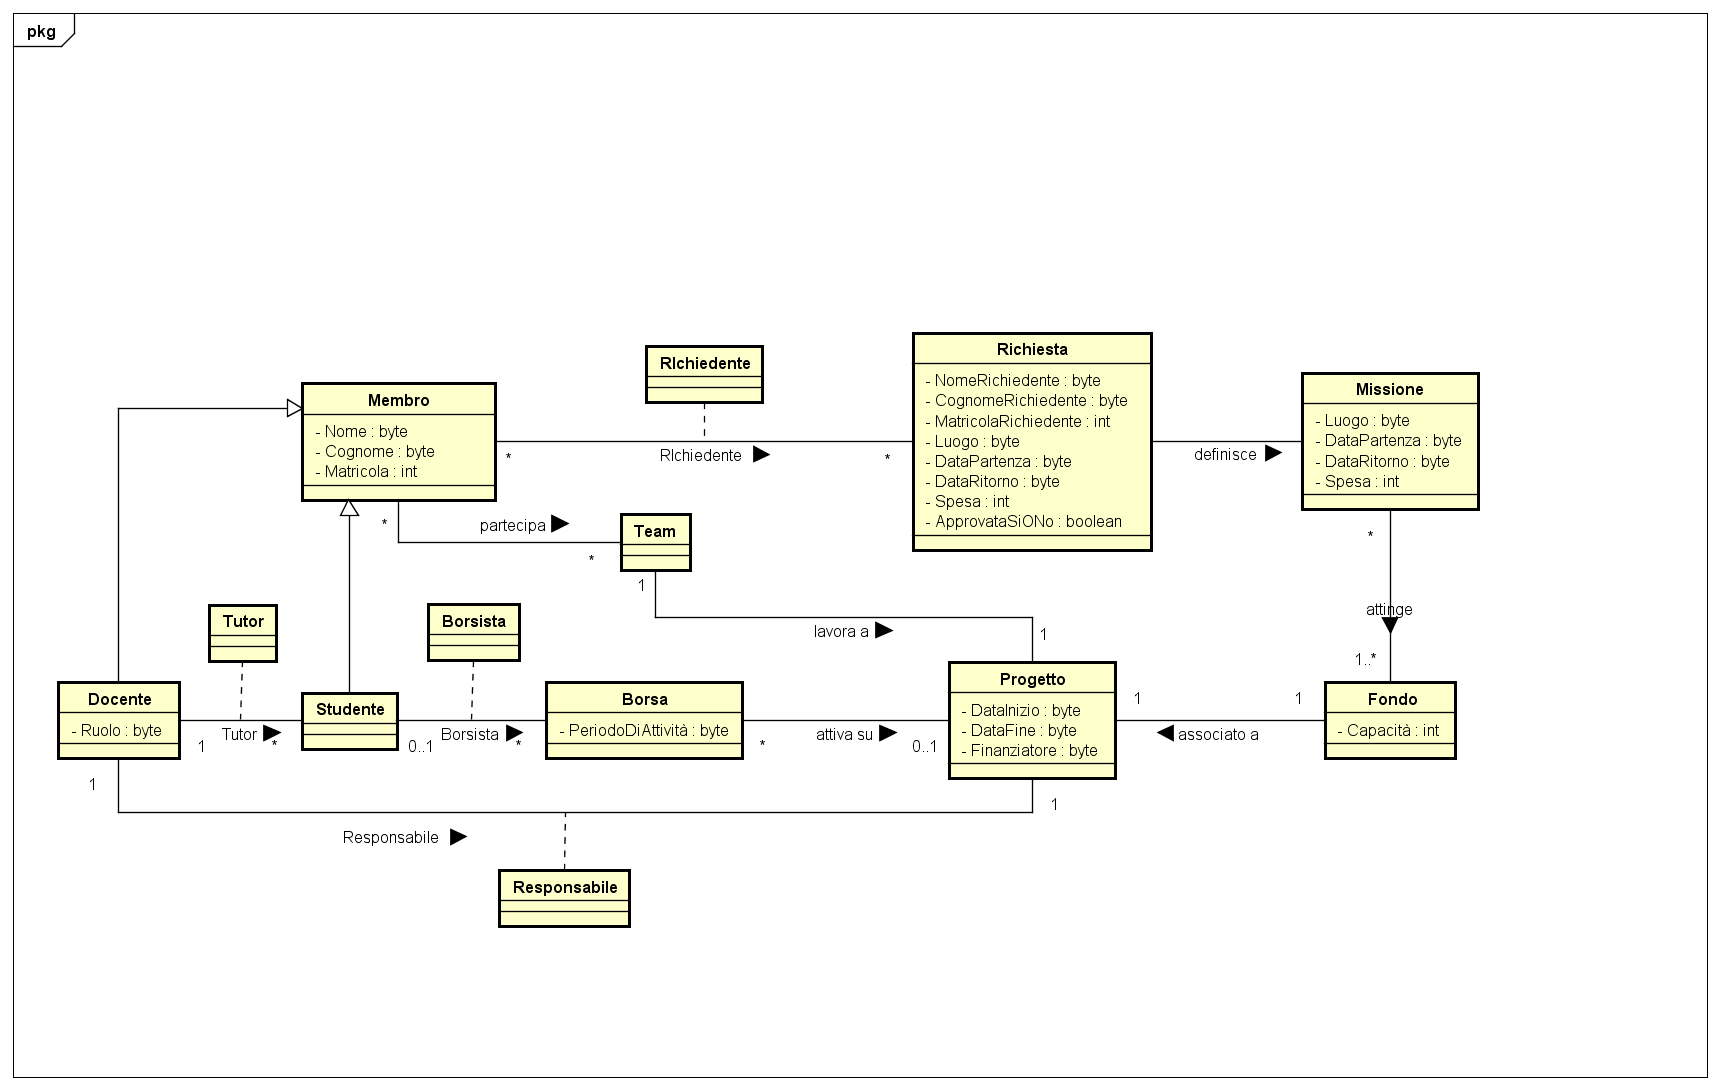 pkg
RIchiedente
Richiesta
- NomeRichiedente : byte
- CognomeRichiedente : byte
- MatricolaRichiedente : int
- Luogo : byte
- DataPartenza : byte
- DataRitorno : byte
- Spesa : int
- ApprovataSiONo : boolean
Missione
- Luogo : byte
- DataPartenza : byte
- DataRitorno : byte
- Spesa : int
Membro
- Nome : byte
- Cognome : byte
- Matricola : int
*
RIchiedente
*
definisce
*
partecipa
*
Team
1
lavora a
1
*
attinge
1..*
Tutor
Borsista
Docente
- Ruolo : byte
1
Tutor
*
Studente
0..1
Borsista
*
Borsa
- PeriodoDiAttività : byte
*
attiva su
0..1
Progetto
- DataInizio : byte
- DataFine : byte
- Finanziatore : byte
1
associato a
1
Fondo
- Capacità : int
1
Responsabile
1
Responsabile